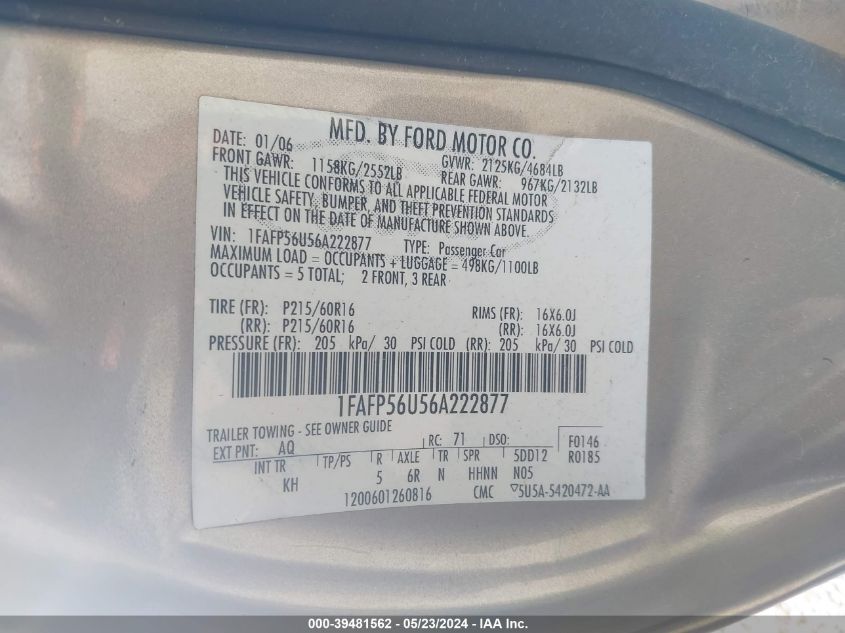 MFD. BY FORD MOTOR CO.
DATE: 01/06 GVWR: 2125KG/4684LB
FRONT GAWR: 1158KG/2552LB REAR GAWR: 967KG/2132LB
THIS VEHICLE CONFORMS TO ALL APPLICABLE FEDERAL MOTOR
VEHICLE SAFETY, BUMPER, AND THEFT PREVENTION STANDARDS
IN EFFECT ON THE DATE OF MANUFACTURE SHOWN ABOVE.
VIN: 1FAFP56U56A222877 TYPE: Passenger Car
MAXIMUM LOAD = OCCUPANTS + LUGGAGE = 498KG/1100LB
OCCUPANTS = 5 TOTAL; 2 FRONT, 3 REAR
TIRE (FR): P215/60R16 RIMS (FR): 16X6.0J
(RR): P215/60R16 (RR): 16X6.0J
PRESSURE (FR): 205 kPa/ 30 PSI COLD (RR): 205 kPa/ 30 PSI COLD
1FAFP56U56A222877
TRAILER TOWING - SEE OWNER GUIDE
EXT PNT: AQ RC: 71 DSO: F0146
INT TR TP/PS R AXLE TR SPR 5DD12 R0185
KH 5 6R N HHNN N05
1200601260816 CMC 5U5A-5420472-AA
000-39481562 - 05/23/2024 - IAA Inc.